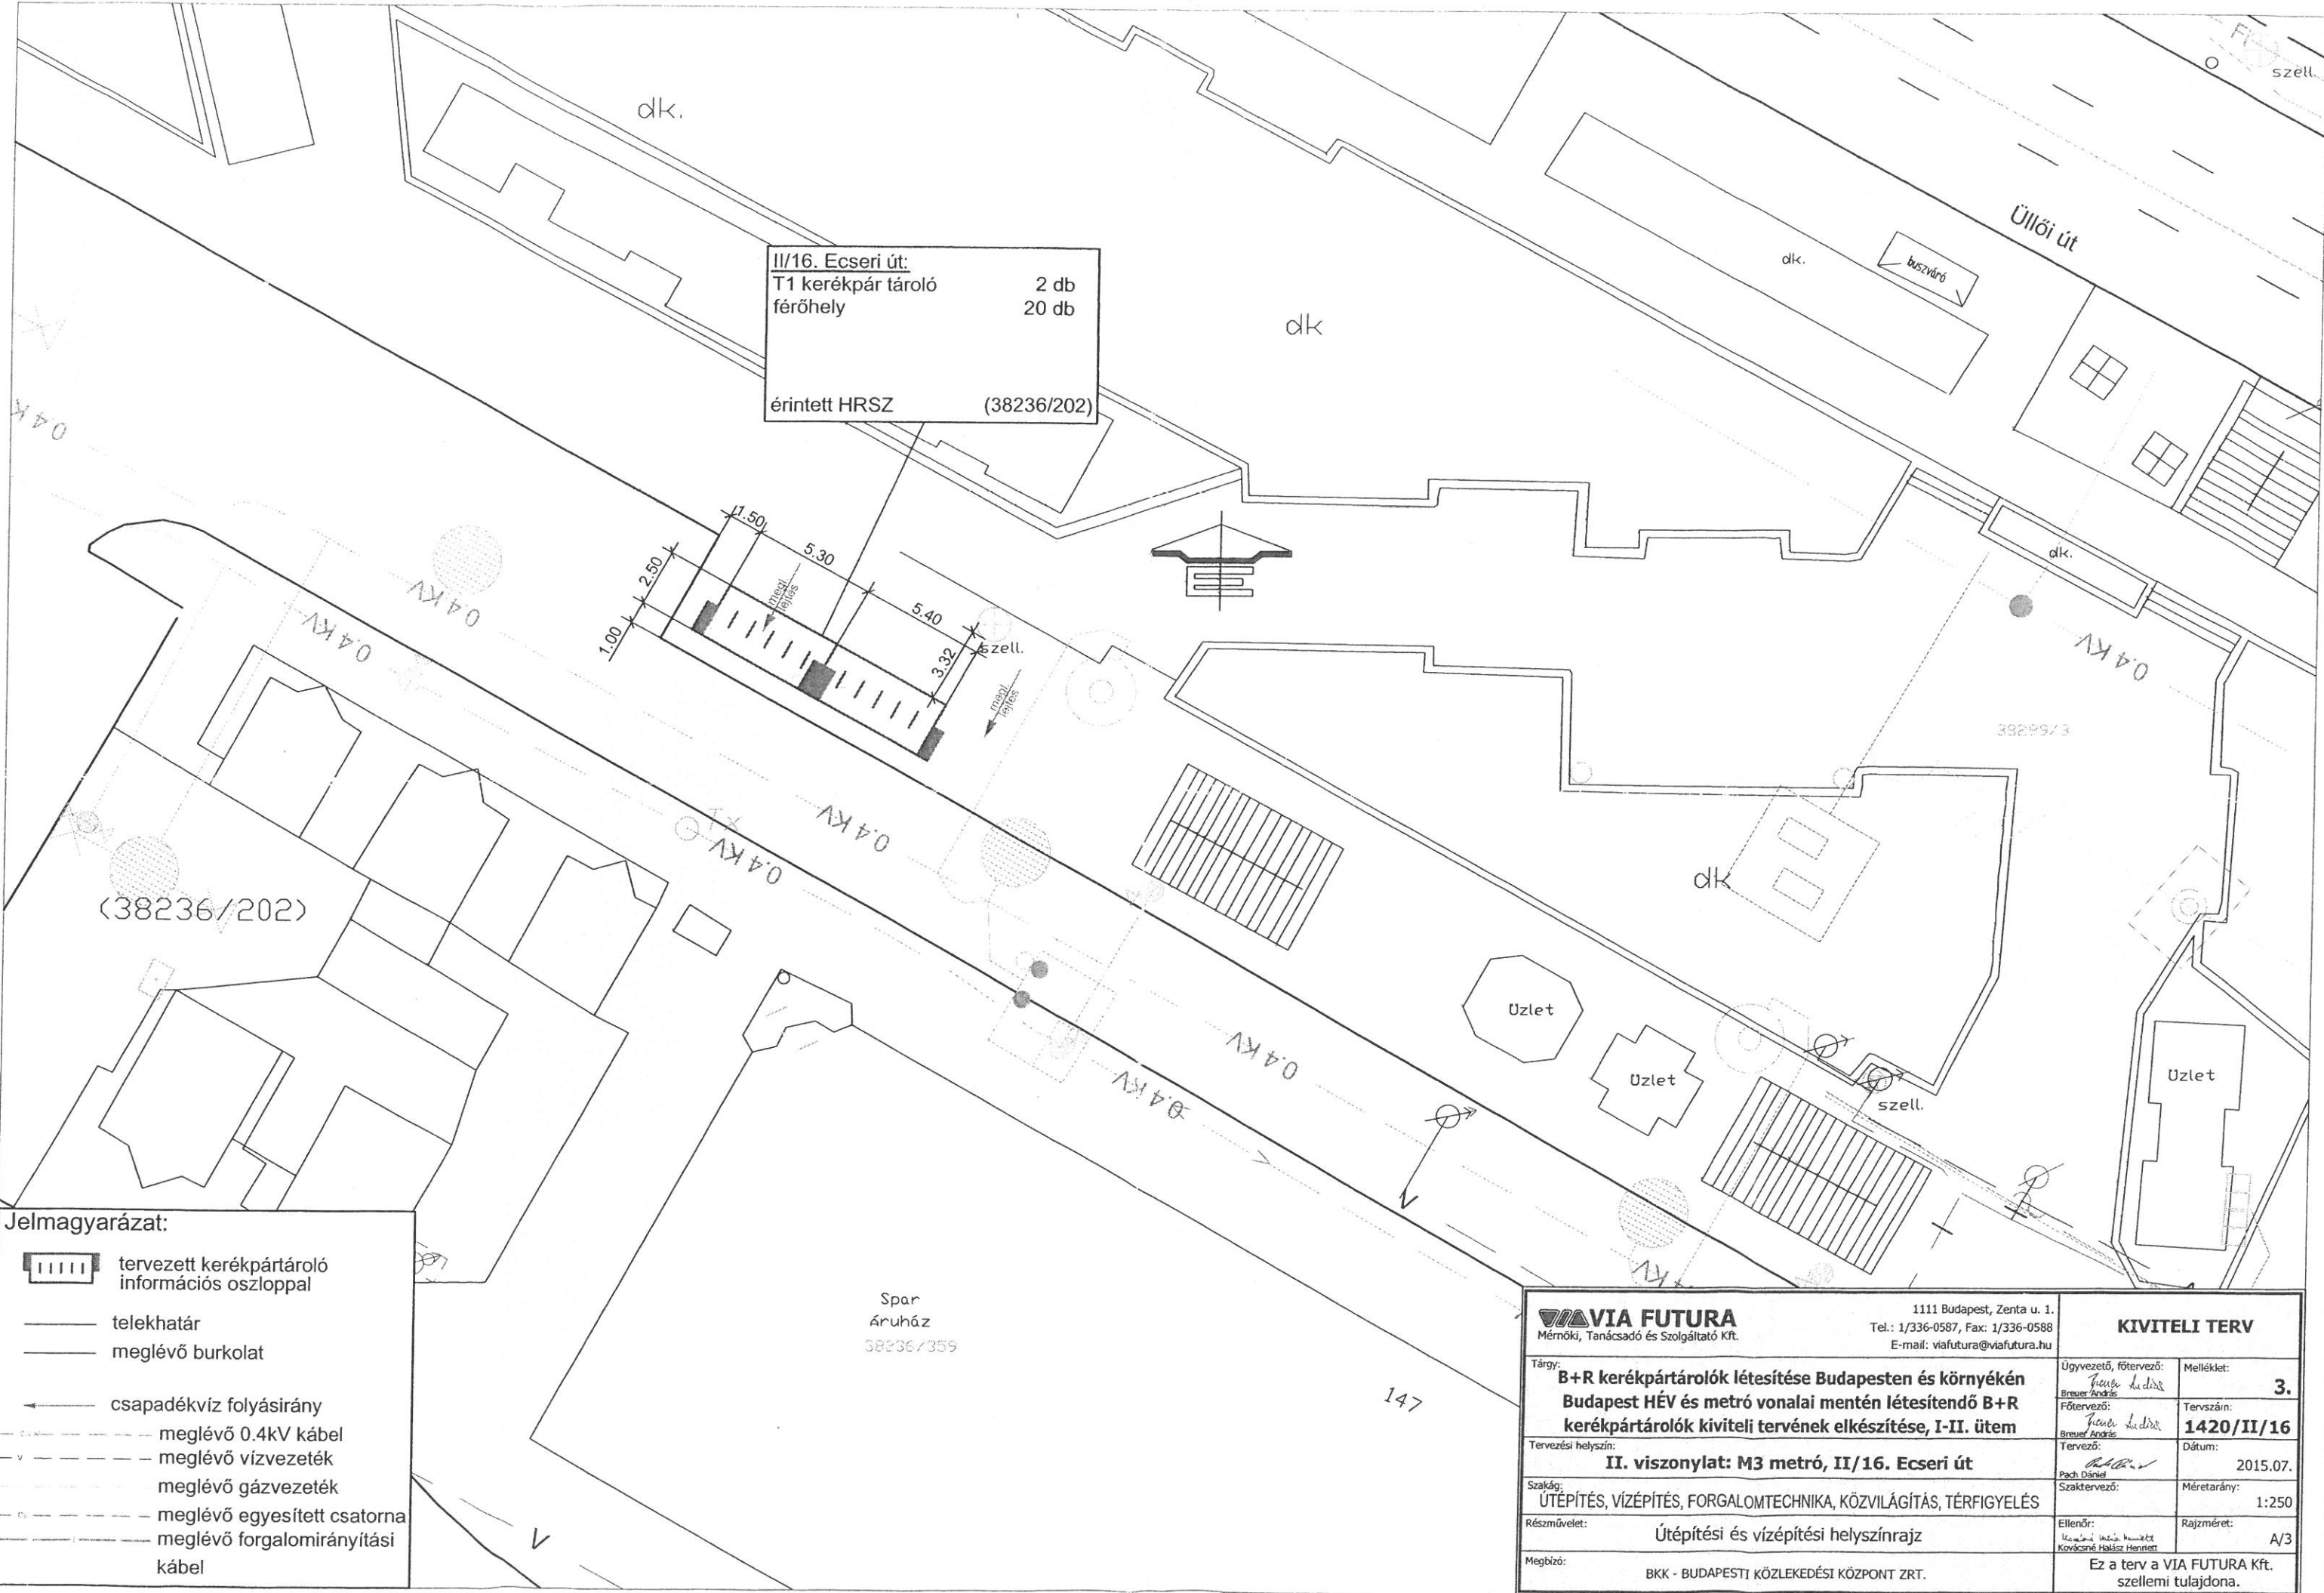 dk.
szell.
Üllői út
dk.
buszváró
II/16. Ecseri út:
T1 kerékpár tároló 2 db
férőhely 20 db
érintett HRSZ (38236/202)
dk
0.4 K
1.50
5.30
2.50
megl.
lejtés
5.40
1.00
3.32
szell.
megl.
lejtés
dk.
0.4 KV
0.4 KV
0.4 KV
38299/3
0.4 KV
0.4 KV
dk
(38236/202)
Üzlet
Üzlet
Üzlet
szell.
0.4 KV
0.4 KV
V
KV
Spar
Áruház
38236/359
147
V
Jelmagyarázat:
tervezett kerékpártároló
információs oszloppal
telekhatár
meglévő burkolat
csapadékvíz folyásirány
meglévő 0.4kV kábel
v meglévő vízvezeték
meglévő gázvezeték
meglévő egyesített csatorna
meglévő forgalomirányítási
kábel
VIA FUTURA
Mérnöki, Tanácsadó és Szolgáltató Kft.
1111 Budapest, Zenta u. 1.
Tel.: 1/336-0587, Fax: 1/336-0588
E-mail: viafutura@viafutura.hu
KIVITELI TERV
Tárgy:
B+R kerékpártárolók létesítése Budapesten és környékén
Budapest HÉV és metró vonalai mentén létesítendő B+R
kerékpártárolók kiviteli tervének elkészítése, I-II. ütem
Ügyvezető, főtervező:
Breuer András
Melléklet:
3.
Főtervező:
Breuer András
Tervszám:
1420/II/16
Tervezési helyszín:
II. viszonylat: M3 metró, II/16. Ecseri út
Tervező:
Pach Dániel
Dátum:
2015.07.
Szakág:
ÚTÉPÍTÉS, VÍZÉPÍTÉS, FORGALOMTECHNIKA, KÖZVILÁGÍTÁS, TÉRFIGYELÉS
Szaktervező:
Méretarány:
1:250
Részművelet:
Útépítési és vízépítési helyszínrajz
Ellenőr:
Kovácsné Halász Henriett
Rajzméret:
A/3
Megbízó:
BKK - BUDAPESTI KÖZLEKEDÉSI KÖZPONT ZRT.
Ez a terv a VIA FUTURA Kft.
szellemi tulajdona.